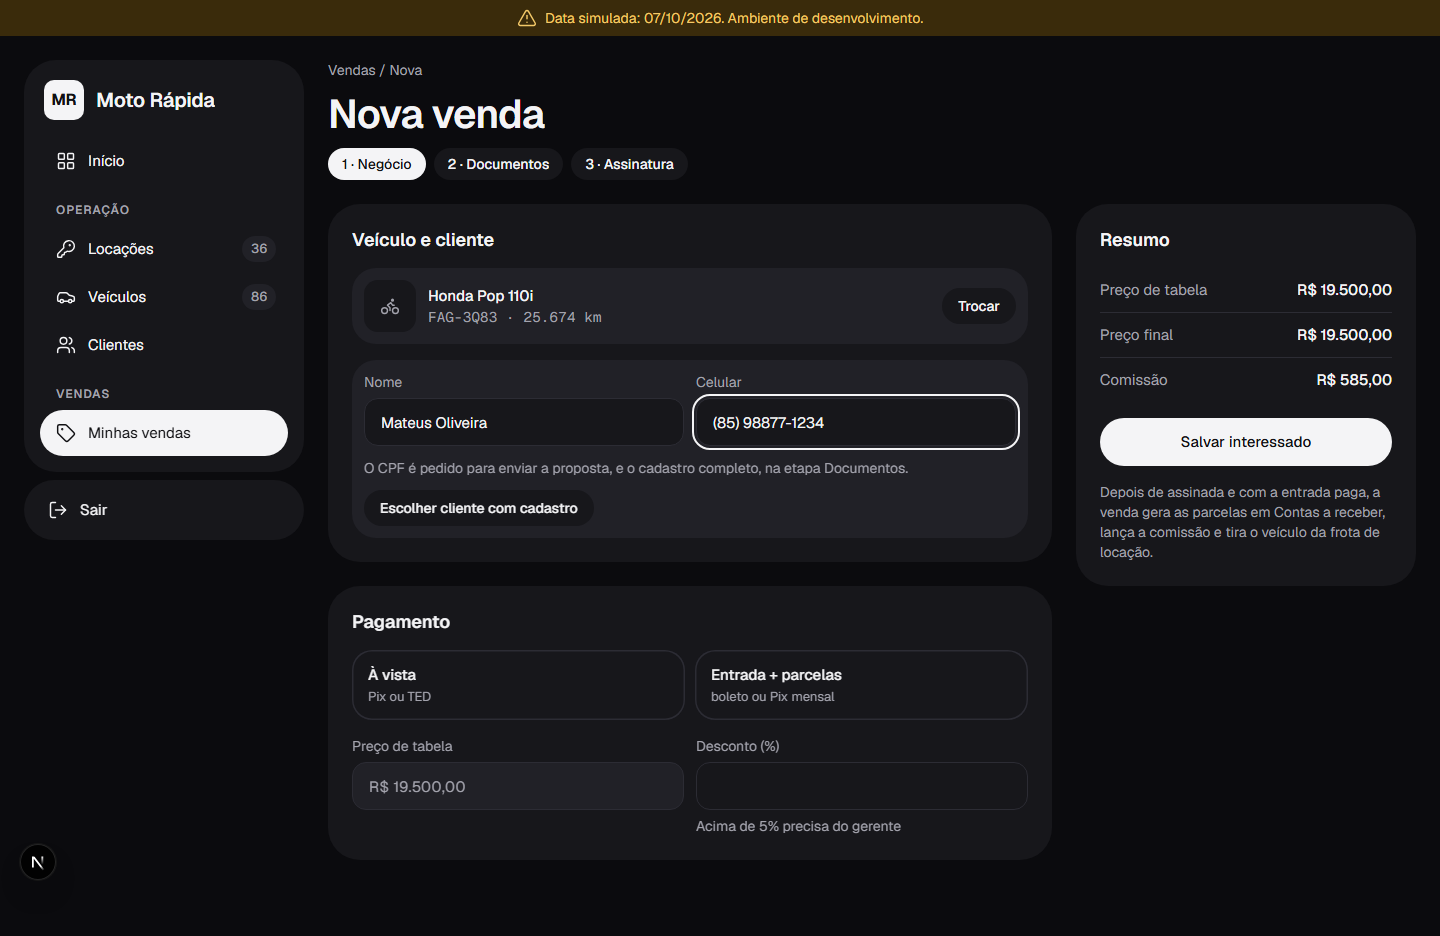 Data simulada: 07/10/2026. Ambiente de desenvolvimento.
MR
Moto Rápida
Início
OPERAÇÃO
Locações
36
Veículos
86
Clientes
VENDAS
Minhas vendas
Sair
Vendas / Nova
Nova venda
1 · Negócio
2 · Documentos
3 · Assinatura
Veículo e cliente
Honda Pop 110i
FAG-3Q83 · 25.674 km
Trocar
Nome
Celular
Mateus Oliveira
(85) 98877-1234
O CPF é pedido para enviar a proposta, e o cadastro completo, na etapa Documentos.
Escolher cliente com cadastro
Pagamento
À vista
Pix ou TED
Entrada + parcelas
boleto ou Pix mensal
Preço de tabela
Desconto (%)
R$ 19.500,00
Acima de 5% precisa do gerente
Resumo
Preço de tabela
R$ 19.500,00
Preço final
R$ 19.500,00
Comissão
R$ 585,00
Salvar interessado
Depois de assinada e com a entrada paga, a
venda gera as parcelas em Contas a receber,
lança a comissão e tira o veículo da frota de
locação.
N